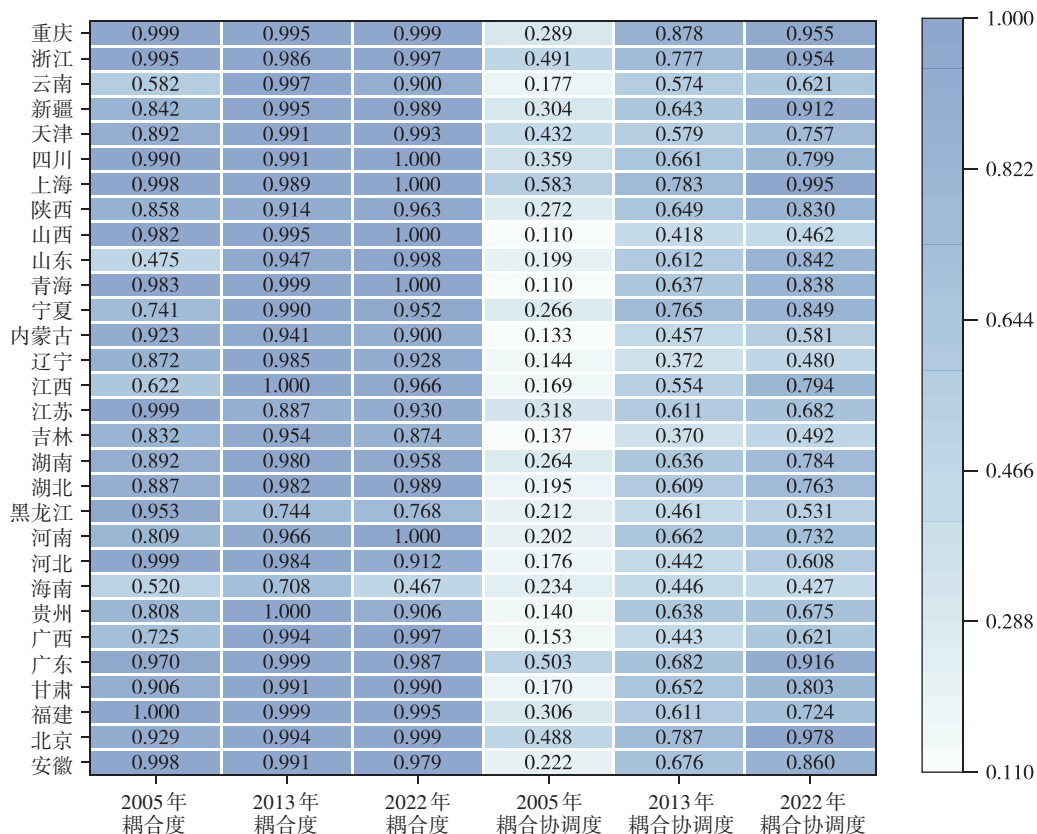 重庆 0.999 0.995 0.999 0.289 0.878 0.955
浙江 0.995 0.986 0.997 0.491 0.777 0.954
云南 0.582 0.997 0.900 0.177 0.574 0.621
新疆 0.842 0.995 0.989 0.304 0.643 0.912
天津 0.892 0.991 0.993 0.432 0.579 0.757
四川 0.990 0.991 1.000 0.359 0.661 0.799
上海 0.998 0.989 1.000 0.583 0.783 0.995
陕西 0.858 0.914 0.963 0.272 0.649 0.830
山西 0.982 0.995 1.000 0.110 0.418 0.462
山东 0.475 0.947 0.998 0.199 0.612 0.842
青海 0.983 0.999 1.000 0.110 0.637 0.838
宁夏 0.741 0.990 0.952 0.266 0.765 0.849
内蒙古 0.923 0.941 0.900 0.133 0.457 0.581
辽宁 0.872 0.985 0.928 0.144 0.372 0.480
江西 0.622 1.000 0.966 0.169 0.554 0.794
江苏 0.999 0.887 0.930 0.318 0.611 0.682
吉林 0.832 0.954 0.874 0.137 0.370 0.492
湖南 0.892 0.980 0.958 0.264 0.636 0.784
湖北 0.887 0.982 0.989 0.195 0.609 0.763
黑龙江 0.953 0.744 0.768 0.212 0.461 0.531
河南 0.809 0.966 1.000 0.202 0.662 0.732
河北 0.999 0.984 0.912 0.176 0.442 0.608
海南 0.520 0.708 0.467 0.234 0.446 0.427
贵州 0.808 1.000 0.906 0.140 0.638 0.675
广西 0.725 0.994 0.997 0.153 0.443 0.621
广东 0.970 0.999 0.987 0.503 0.682 0.916
甘肃 0.906 0.991 0.990 0.170 0.652 0.803
福建 1.000 0.999 0.995 0.306 0.611 0.724
北京 0.929 0.994 0.999 0.488 0.787 0.978
安徽 0.998 0.991 0.979 0.222 0.676 0.860
2005年 2013年 2022年 2005年 2013年 2022年
耦合度 耦合度 耦合度 耦合协调度 耦合协调度 耦合协调度
1.000
0.822
0.644
0.466
0.288
0.110